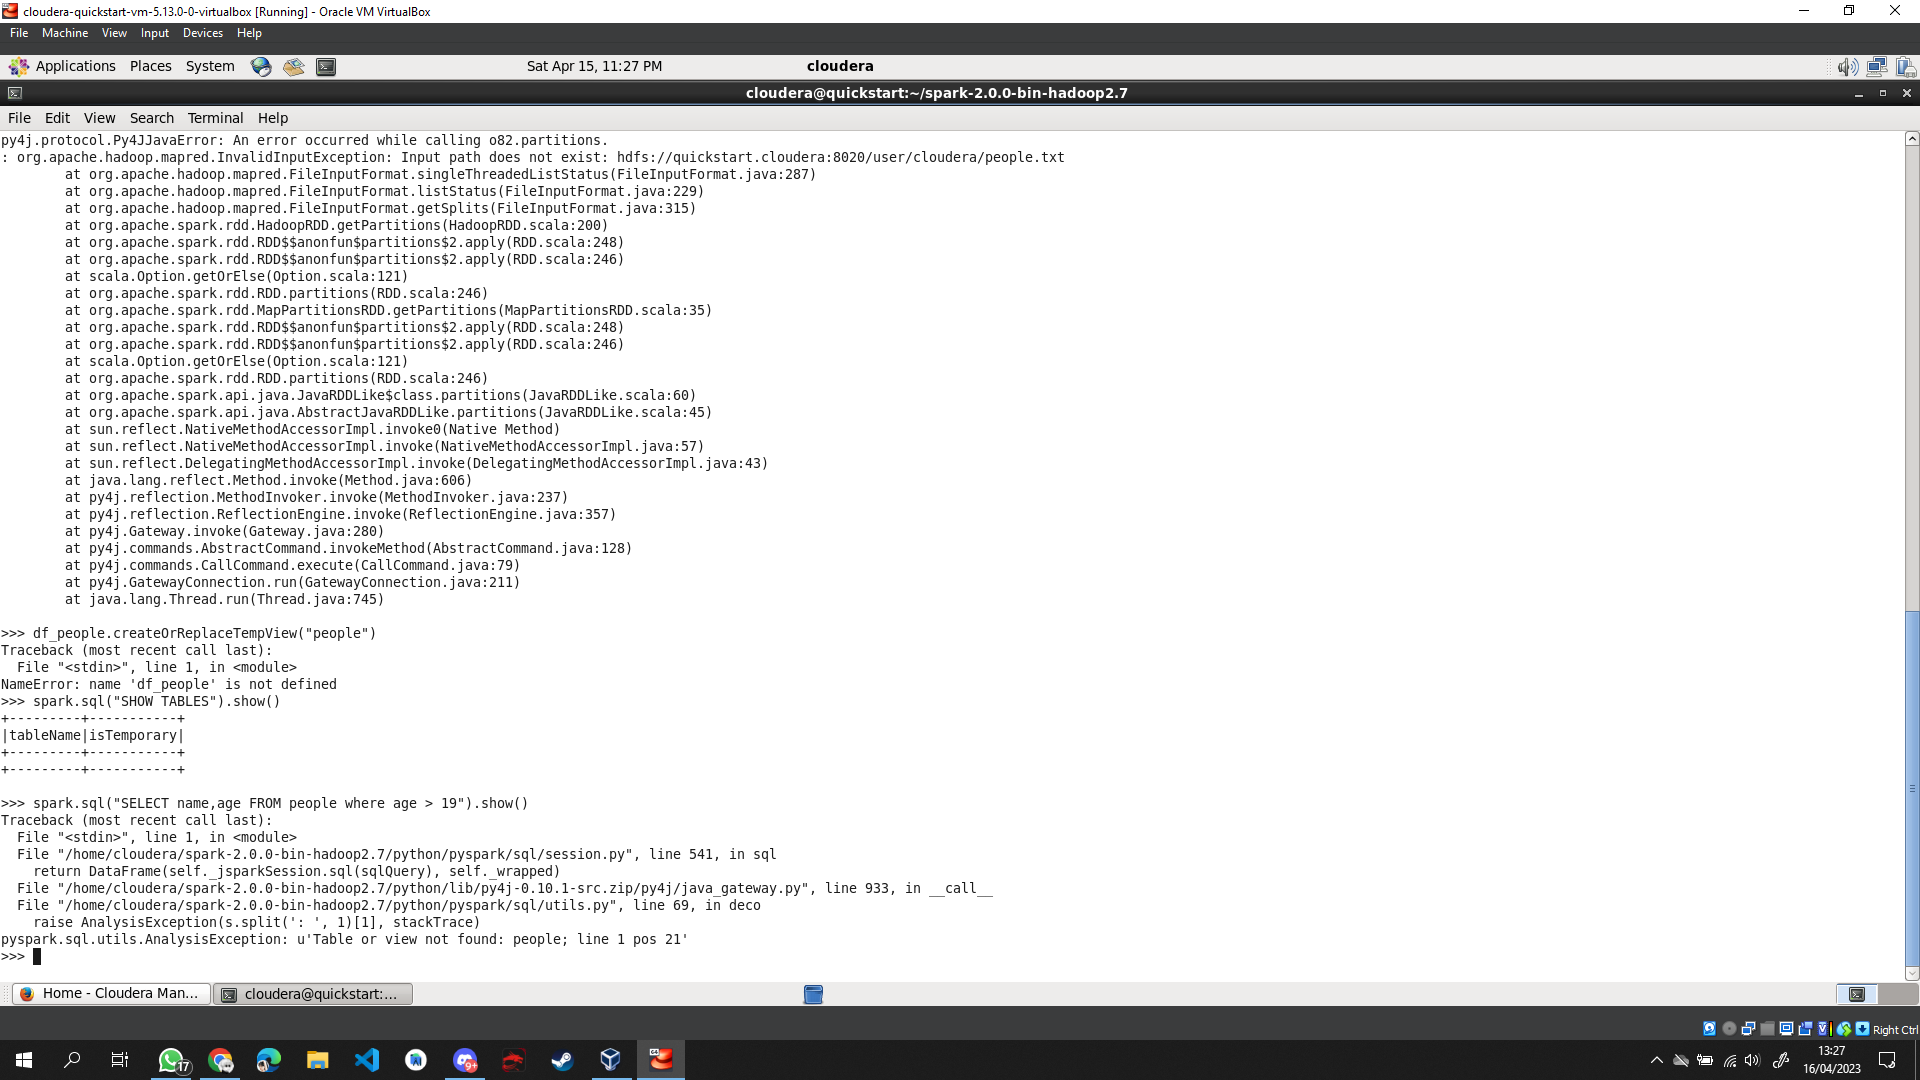 cloudera-quickstart-vm-5.13.0-0-virtualbox [Running] - Oracle VM VirtualBox
File Machine View Input Devices Help
Applications Places System Sat Apr 15, 11:27 PM cloudera
cloudera@quickstart:~/spark-2.0.0-bin-hadoop2.7
File Edit View Search Terminal Help
py4j.protocol.Py4JJavaError: An error occurred while calling o82.partitions.
: org.apache.hadoop.mapred.InvalidInputException: Input path does not exist: hdfs://quickstart.cloudera:8020/user/cloudera/people.txt
        at org.apache.hadoop.mapred.FileInputFormat.singleThreadedListStatus(FileInputFormat.java:287)
        at org.apache.hadoop.mapred.FileInputFormat.listStatus(FileInputFormat.java:229)
        at org.apache.hadoop.mapred.FileInputFormat.getSplits(FileInputFormat.java:315)
        at org.apache.spark.rdd.HadoopRDD.getPartitions(HadoopRDD.scala:200)
        at org.apache.spark.rdd.RDD$$anonfun$partitions$2.apply(RDD.scala:248)
        at org.apache.spark.rdd.RDD$$anonfun$partitions$2.apply(RDD.scala:246)
        at scala.Option.getOrElse(Option.scala:121)
        at org.apache.spark.rdd.RDD.partitions(RDD.scala:246)
        at org.apache.spark.rdd.MapPartitionsRDD.getPartitions(MapPartitionsRDD.scala:35)
        at org.apache.spark.rdd.RDD$$anonfun$partitions$2.apply(RDD.scala:248)
        at org.apache.spark.rdd.RDD$$anonfun$partitions$2.apply(RDD.scala:246)
        at scala.Option.getOrElse(Option.scala:121)
        at org.apache.spark.rdd.RDD.partitions(RDD.scala:246)
        at org.apache.spark.api.java.JavaRDDLike$class.partitions(JavaRDDLike.scala:60)
        at org.apache.spark.api.java.AbstractJavaRDDLike.partitions(JavaRDDLike.scala:45)
        at sun.reflect.NativeMethodAccessorImpl.invoke0(Native Method)
        at sun.reflect.NativeMethodAccessorImpl.invoke(NativeMethodAccessorImpl.java:57)
        at sun.reflect.DelegatingMethodAccessorImpl.invoke(DelegatingMethodAccessorImpl.java:43)
        at java.lang.reflect.Method.invoke(Method.java:606)
        at py4j.reflection.MethodInvoker.invoke(MethodInvoker.java:237)
        at py4j.reflection.ReflectionEngine.invoke(ReflectionEngine.java:357)
        at py4j.Gateway.invoke(Gateway.java:280)
        at py4j.commands.AbstractCommand.invokeMethod(AbstractCommand.java:128)
        at py4j.commands.CallCommand.execute(CallCommand.java:79)
        at py4j.GatewayConnection.run(GatewayConnection.java:211)
        at java.lang.Thread.run(Thread.java:745)
>>> df_people.createOrReplaceTempView("people")
Traceback (most recent call last):
  File "<stdin>", line 1, in <module>
NameError: name 'df_people' is not defined
>>> spark.sql("SHOW TABLES").show()
+---------+-----------+
|tableName|isTemporary|
+---------+-----------+
+---------+-----------+
>>> spark.sql("SELECT name,age FROM people where age > 19").show()
Traceback (most recent call last):
  File "<stdin>", line 1, in <module>
  File "/home/cloudera/spark-2.0.0-bin-hadoop2.7/python/pyspark/sql/session.py", line 541, in sql
    return DataFrame(self._jsparkSession.sql(sqlQuery), self._wrapped)
  File "/home/cloudera/spark-2.0.0-bin-hadoop2.7/python/lib/py4j-0.10.1-src.zip/py4j/java_gateway.py", line 933, in __call__
  File "/home/cloudera/spark-2.0.0-bin-hadoop2.7/python/pyspark/sql/utils.py", line 69, in deco
    raise AnalysisException(s.split(': ', 1)[1], stackTrace)
pyspark.sql.utils.AnalysisException: u'Table or view not found: people; line 1 pos 21'
>>>
Home - Cloudera Man... cloudera@quickstart:...
Right Ctrl
17 9+ 13:27
16/04/2023